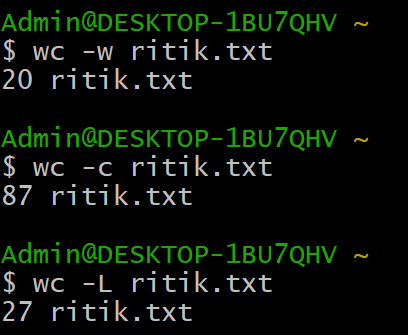 Admin@DESKTOP-1BU7QHV ~
$ wc -w ritik.txt
20 ritik.txt
Admin@DESKTOP-1BU7QHV ~
$ wc -c ritik.txt
87 ritik.txt
Admin@DESKTOP-1BU7QHV ~
$ wc -L ritik.txt
27 ritik.txt